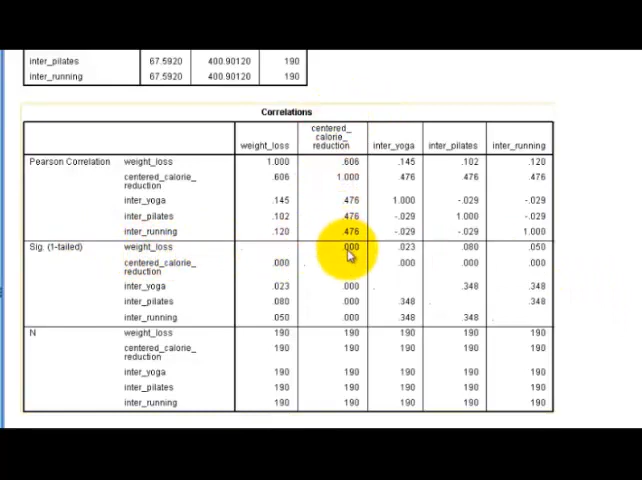 inter_pilates 67.5920 400.90120 190
inter_running 67.5920 400.90120 190
Correlations
weight_loss centered_calorie_reduction inter_yoga inter_pilates inter_running
Pearson Correlation weight_loss 1.000 .606 .145 .102 .120
centered_calorie_reduction .606 1.000 .476 .476 .476
inter_yoga .145 .476 1.000 -.029 -.029
inter_pilates .102 .476 -.029 1.000 -.029
inter_running .120 .476 -.029 -.029 1.000
Sig. (1-tailed) weight_loss . .000 .023 .080 .050
centered_calorie_reduction .000 . .000 .000 .000
inter_yoga .023 .000 . .348 .348
inter_pilates .080 .000 .348 . .348
inter_running .050 .000 .348 .348 .
N weight_loss 190 190 190 190 190
centered_calorie_reduction 190 190 190 190 190
inter_yoga 190 190 190 190 190
inter_pilates 190 190 190 190 190
inter_running 190 190 190 190 190